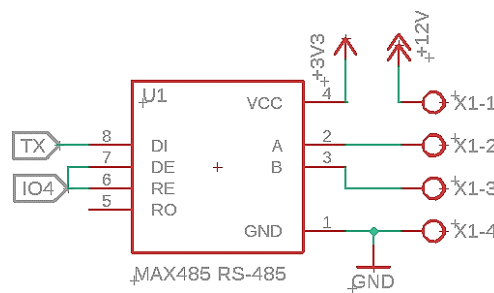 +3V3
+12V
U1
VCC
4
X1-1
TX
8
DI
A
2
X1-2
7
DE
B
3
IO4
6
RE
X1-3
5
RO
GND
1
X1-4
MAX485 RS-485
GND